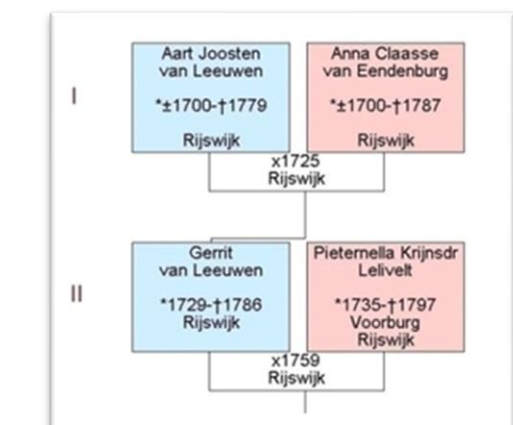 I
Aart Joosten
van Leeuwen
*±1700-†1779
Rijswijk
Anna Claasse
van Eendenburg
*±1700-†1787
Rijswijk
x1725
Rijswijk
II
Gerrit
van Leeuwen
*1729-†1786
Rijswijk
Pieternella Krijnsdr
Lelivelt
*1735-†1797
Voorburg
Rijswijk
x1759
Rijswijk